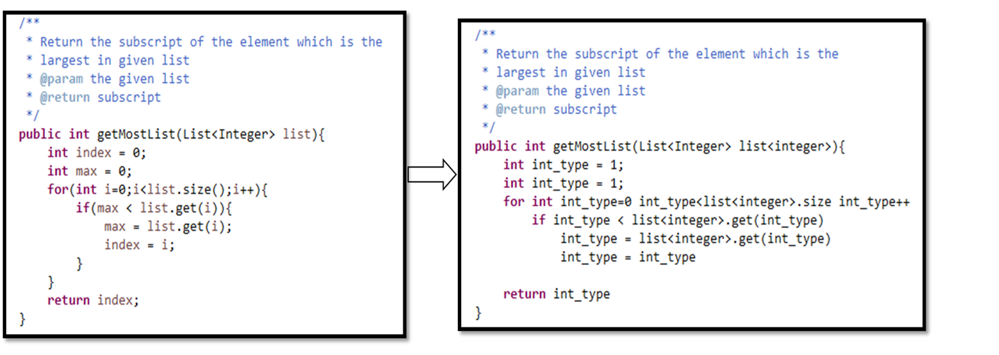 /**
 * Return the subscript of the element which is the
 * largest in given list
 * @param the given list
 * @return subscript
 */
public int getMostList(List<Integer> list){
    int index = 0;
    int max = 0;
    for(int i=0;i<list.size();i++){
        if(max < list.get(i)){
            max = list.get(i);
            index = i;
        }
    }
    return index;
}
/**
 * Return the subscript of the element which is the
 * largest in given list
 * @param the given list
 * @return subscript
 */
public int getMostList(List<Integer> list<integer>){
    int int_type = 1;
    int int_type = 1;
    for int int_type=0 int_type<list<integer>.size int_type++
        if int_type < list<integer>.get(int_type)
            int_type = list<integer>.get(int_type)
            int_type = int_type
    return int_type
}